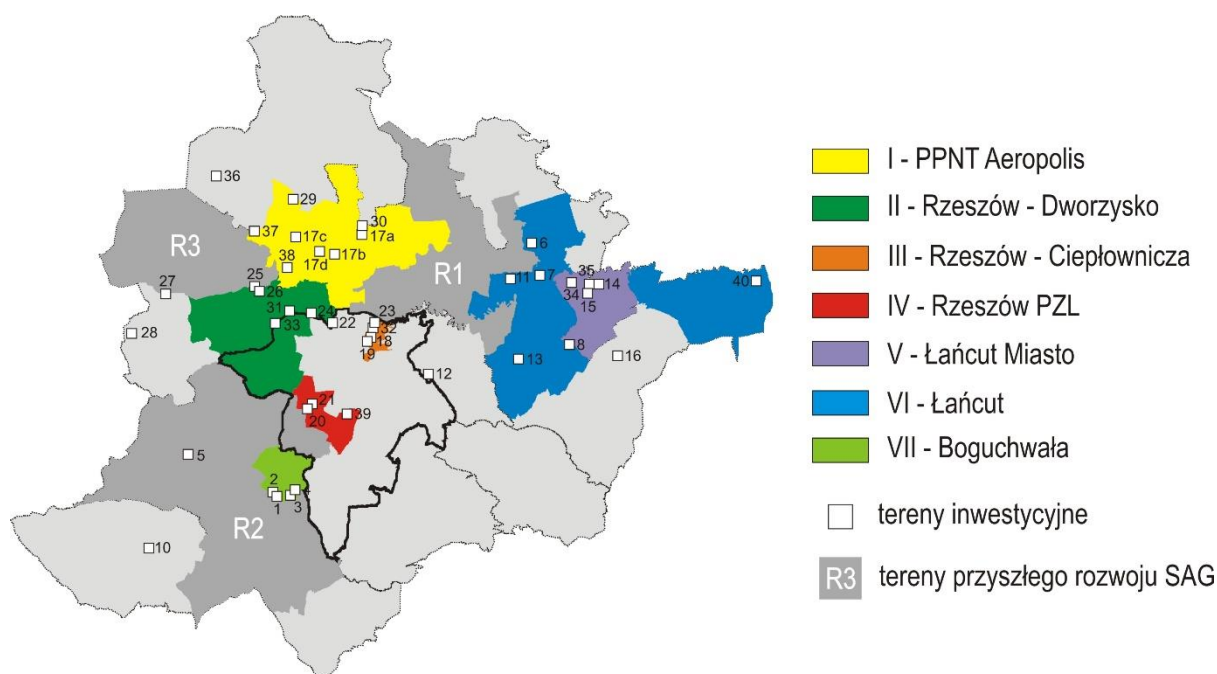 36
29
30
37
17c
17a
R3
17b
17d
38
R1
6
25
27
26
11
7
35
14
40
34
15
31
24
23
33
22
32
28
18
19
8
13
16
12
21
20
39
5
2
1
3
R2
10
I - PPNT Aeropolis
II - Rzeszów - Dworzysko
III - Rzeszów - Ciepłownicza
IV - Rzeszów PZL
V - Łańcut Miasto
VI - Łańcut
VII - Boguchwała
tereny inwestycyjne
R3 tereny przyszłego rozwoju SAG